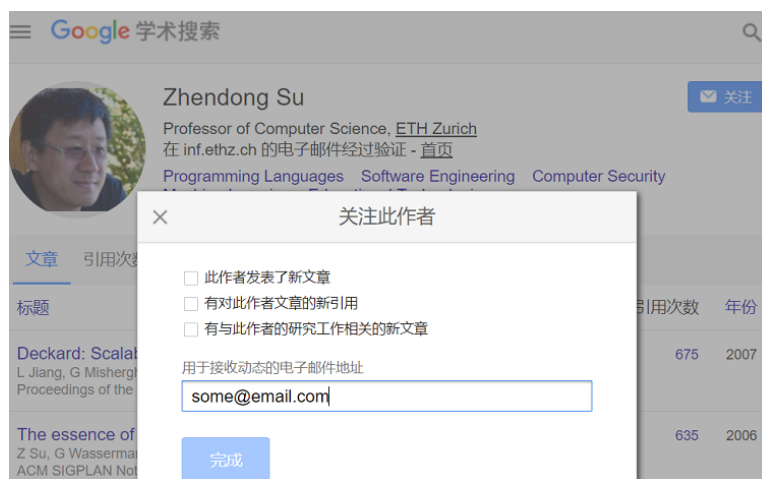 Google 学术搜索
Zhendong Su
关注
Professor of Computer Science, ETH Zurich
在 inf.ethz.ch 的电子邮件经过验证 - 首页
Programming Languages Software Engineering Computer Security
关注此作者
文章 引用次数
此作者发表了新文章
有对此作者文章的新引用
有与此作者的研究工作相关的新文章
标题
引用次数 年份
用于接收动态的电子邮件地址
some@email.com
完成
Deckard:
675 2007
L Jiang, G
Proceedings of the
The essence of
635 2006
Z Su, G
ACM SIGPLAN